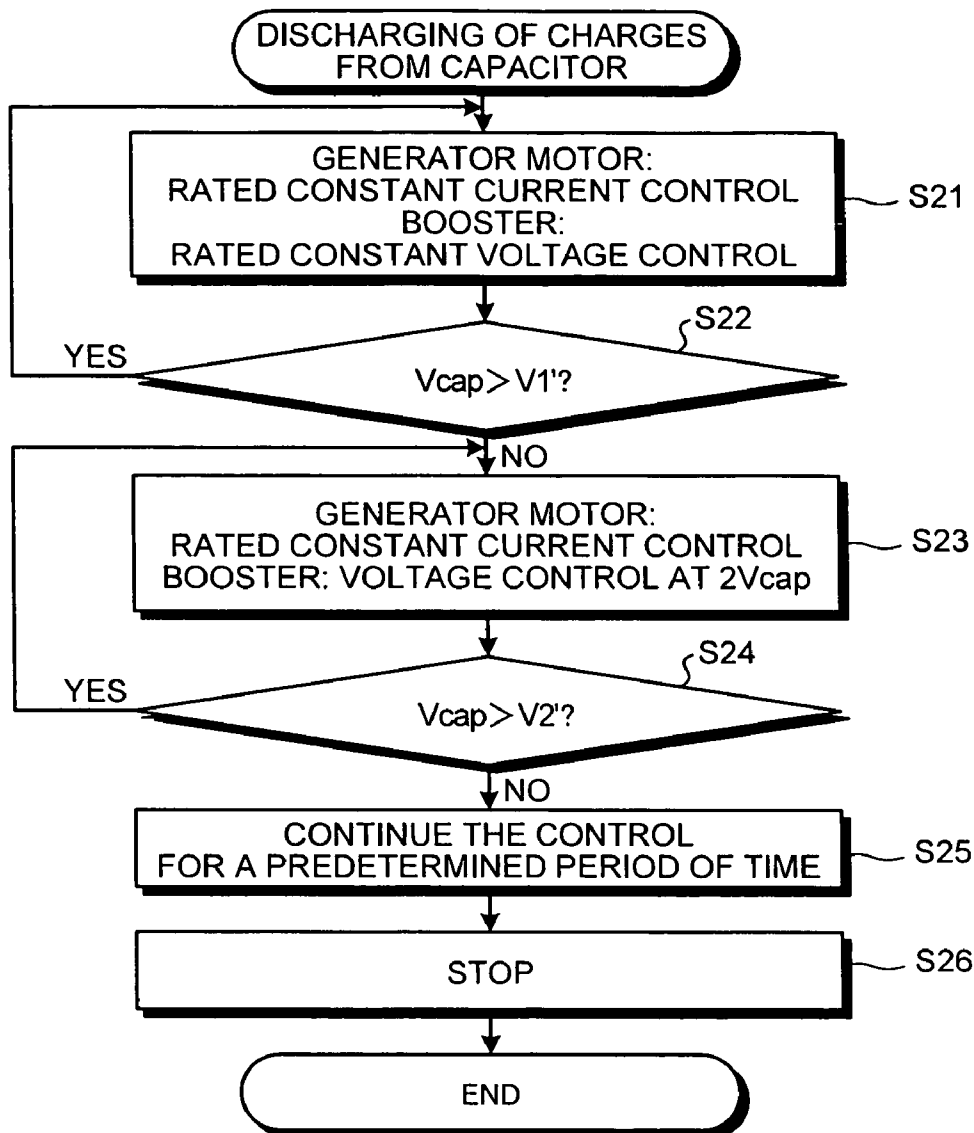 DISCHARGING OF CHARGES
FROM CAPACITOR
GENERATOR MOTOR:
RATED CONSTANT CURRENT CONTROL
BOOSTER:
RATED CONSTANT VOLTAGE CONTROL
S21
S22
YES
Vcap>V1'?
NO
GENERATOR MOTOR:
RATED CONSTANT CURRENT CONTROL
BOOSTER: VOLTAGE CONTROL AT 2Vcap
S23
S24
YES
Vcap>V2'?
NO
CONTINUE THE CONTROL
FOR A PREDETERMINED PERIOD OF TIME
S25
STOP
S26
END